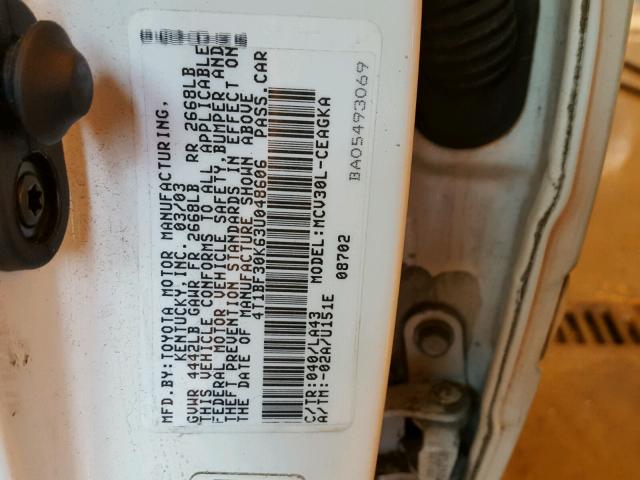 MFD.BY:TOYOTA MOTOR MANUFACTURING,
KENTUCKY, INC. 03/03
GVWR 4442LB GAWR FR 2668LB RR 2668LB
THIS VEHICLE CONFORMS TO ALL APPLICABLE
FEDERAL MOTOR VEHICLE SAFETY,BUMPER AND
THEFT PREVENTION STANDARDS IN EFFECT ON
THE DATE OF MANUFACTURE SHOWN ABOVE
4T1BF30K63U048606 PASS.CAR
MODEL:MCV30L-CEAGKA
C/TR:040/LA43
A/TM:-02A/U151E 08702
BA05493069